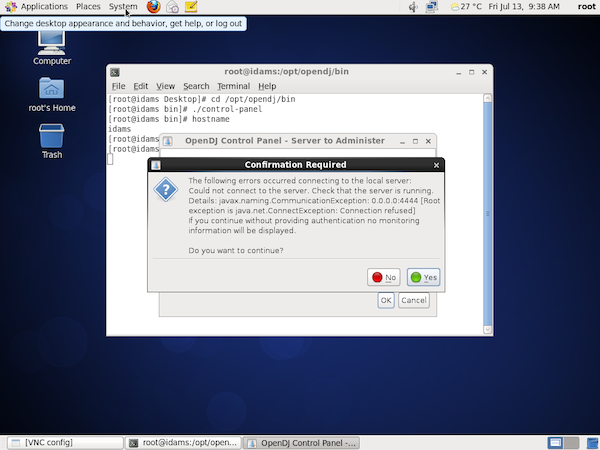 Applications Places System 27 °C Fri Jul 13, 9:38 AM root
Change desktop appearance and behavior, get help, or log out
Computer
root's Home
Trash
root@idams:/opt/opendj/bin
File Edit View Search Terminal Help
[root@idams Desktop]# cd /opt/opendj/bin
[root@idams bin]# ./control-panel
[root@idams bin]# hostname
idams
[root@idams
[root@idams
OpenDJ Control Panel - Server to Administer
Confirmation Required
The following errors occurred connecting to the local server:
Could not connect to the server. Check that the server is running.
Details: javax.naming.CommunicationException: 0.0.0.0:4444 [Root
exception is java.net.ConnectException: Connection refused]
If you continue without providing authentication no monitoring
information will be displayed.
Do you want to continue?
No Yes
OK Cancel
[VNC config] root@idams:/opt/open... OpenDJ Control Panel -...